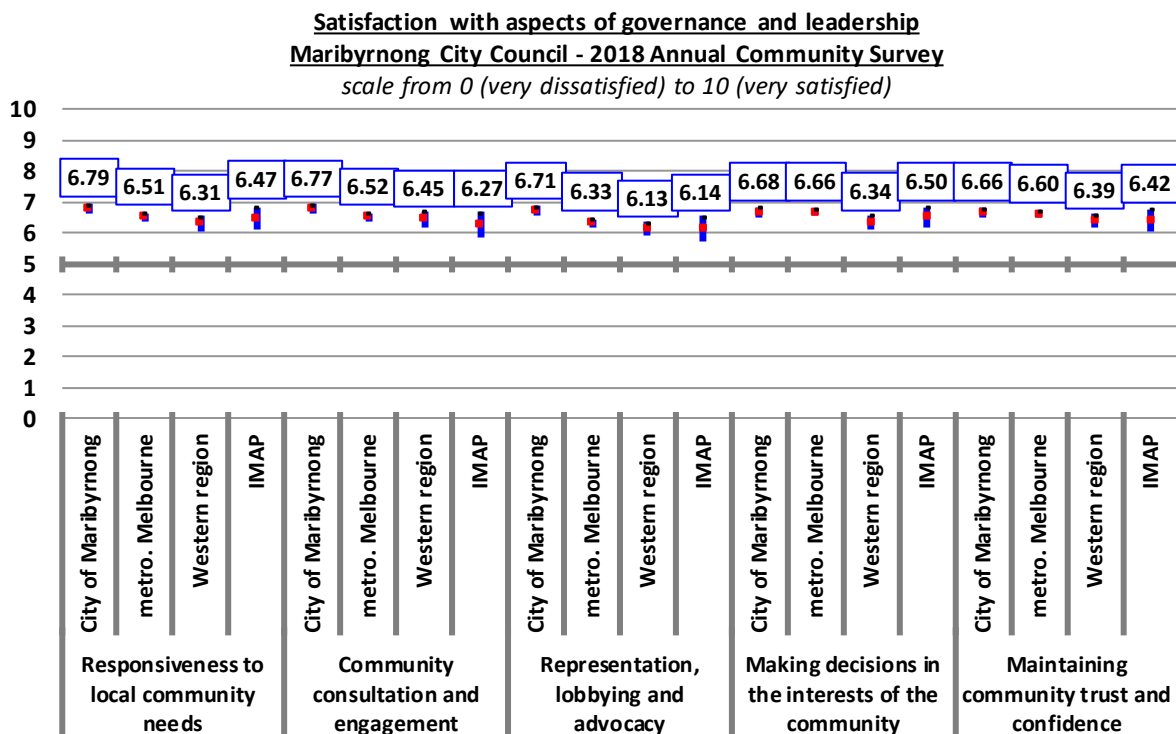 Satisfaction with aspects of governance and leadership
Maribyrnong City Council - 2018 Annual Community Survey
scale from 0 (very dissatisfied) to 10 (very satisfied)
10
9
8
7
6
5
4
3
2
1
0
6.79
6.51
6.31
6.47
6.77
6.52
6.45
6.27
6.71
6.33
6.13
6.14
6.68
6.66
6.34
6.50
6.66
6.60
6.39
6.42
City of Maribyrnong
metro. Melbourne
Western region
IMAP
City of Maribyrnong
metro. Melbourne
Western region
IMAP
City of Maribyrnong
metro. Melbourne
Western region
IMAP
City of Maribyrnong
metro. Melbourne
Western region
IMAP
City of Maribyrnong
metro. Melbourne
Western region
IMAP
Responsiveness to
local community
needs
Community
consultation and
engagement
Representation,
lobbying and
advocacy
Making decisions in
the interests of the
community
Maintaining
community trust and
confidence